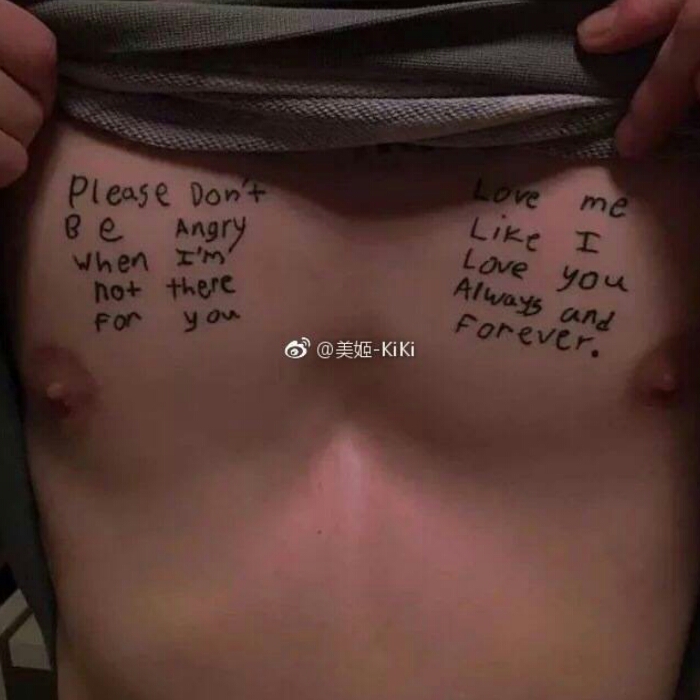 Please Don't
Be Angry
when I'm
not there
For you
Love me
Like I
Love you
Always and
Forever.
@美姬-KiKi